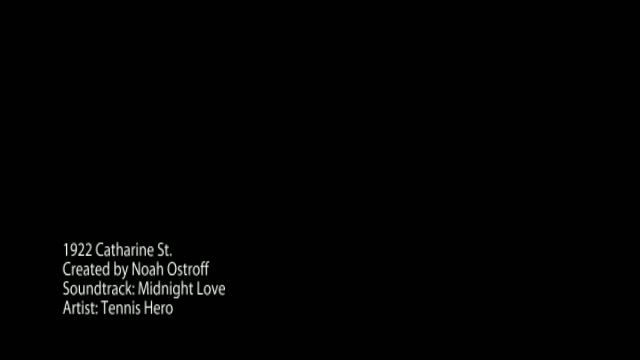 1922 Catharine St.
Created by Noah Ostroff
Soundtrack: Midnight Love
Artist: Tennis Hero